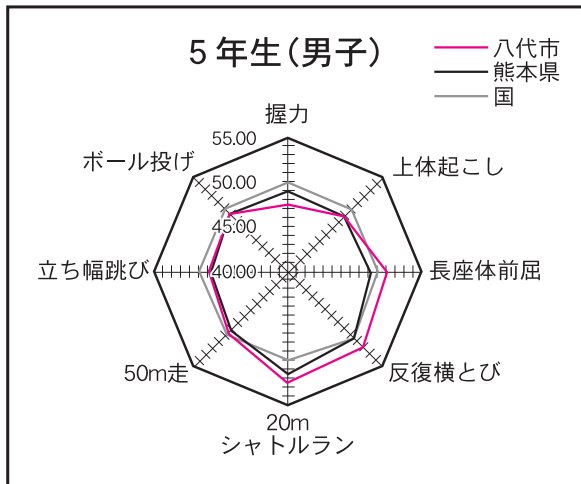 5年生(男子)
八代市
熊本県
国
握力
上体起こし
長座体前屈
反復横とび
20m
シャトルラン
50m走
立ち幅跳び
ボール投げ
55.00
50.00
45.00
40.00